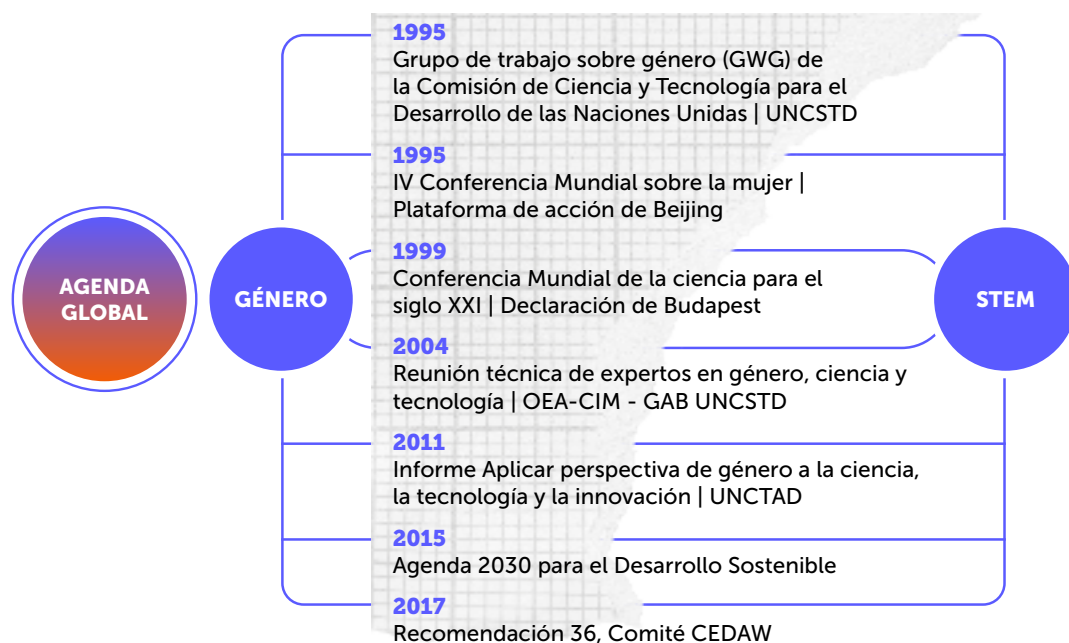 AGENDA
GLOBAL
GÉNERO
1995
Grupo de trabajo sobre género (GWG) de
la Comisión de Ciencia y Tecnología para el
Desarrollo de las Naciones Unidas | UNCSTD
1995
IV Conferencia Mundial sobre la mujer |
Plataforma de acción de Beijing
1999
Conferencia Mundial de la ciencia para el
siglo XXI | Declaración de Budapest
2004
Reunión técnica de expertos en género, ciencia y
tecnología | OEA-CIM - GAB UNCSTD
2011
Informe Aplicar perspectiva de género a la ciencia,
la tecnología y la innovación | UNCTAD
2015
Agenda 2030 para el Desarrollo Sostenible
2017
Recomendación 36, Comité CEDAW
STEM